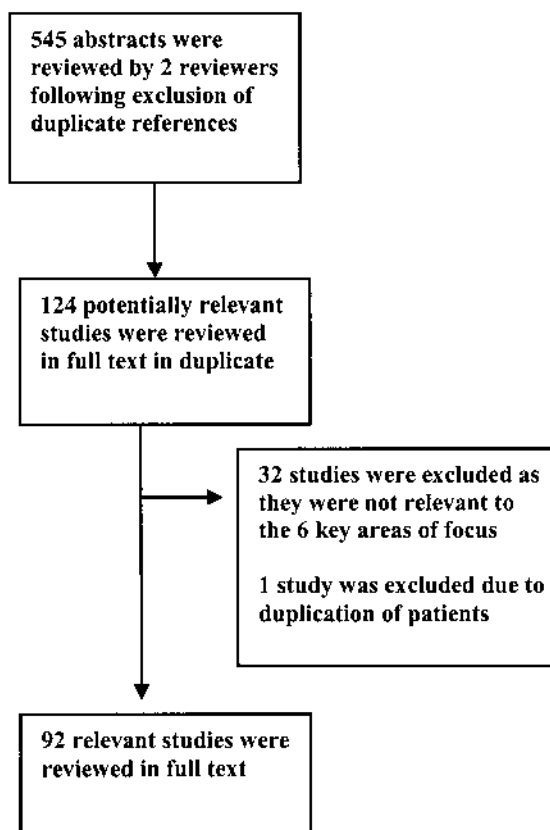 545 abstracts were
reviewed by 2 reviewers
following exclusion of
duplicate references
124 potentially relevant
studies were reviewed
in full text in duplicate
32 studies were excluded as
they were not relevant to
the 6 key areas of focus
1 study was excluded due to
duplication of patients
92 relevant studies were
reviewed in full text